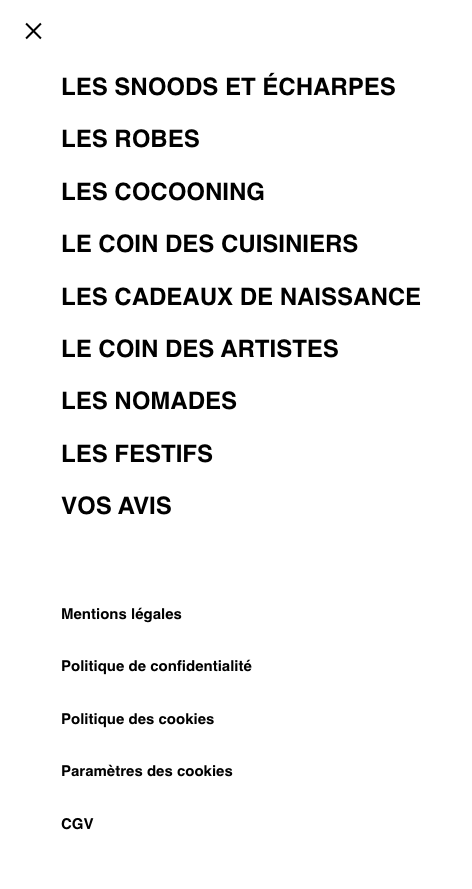 LES SNOODS ET ÉCHARPES
LES ROBES
LES COCOONING
LE COIN DES CUISINIERS
LES CADEAUX DE NAISSANCE
LE COIN DES ARTISTES
LES NOMADES
LES FESTIFS
VOS AVIS
Mentions légales
Politique de confidentialité
Politique des cookies
Paramètres des cookies
CGV